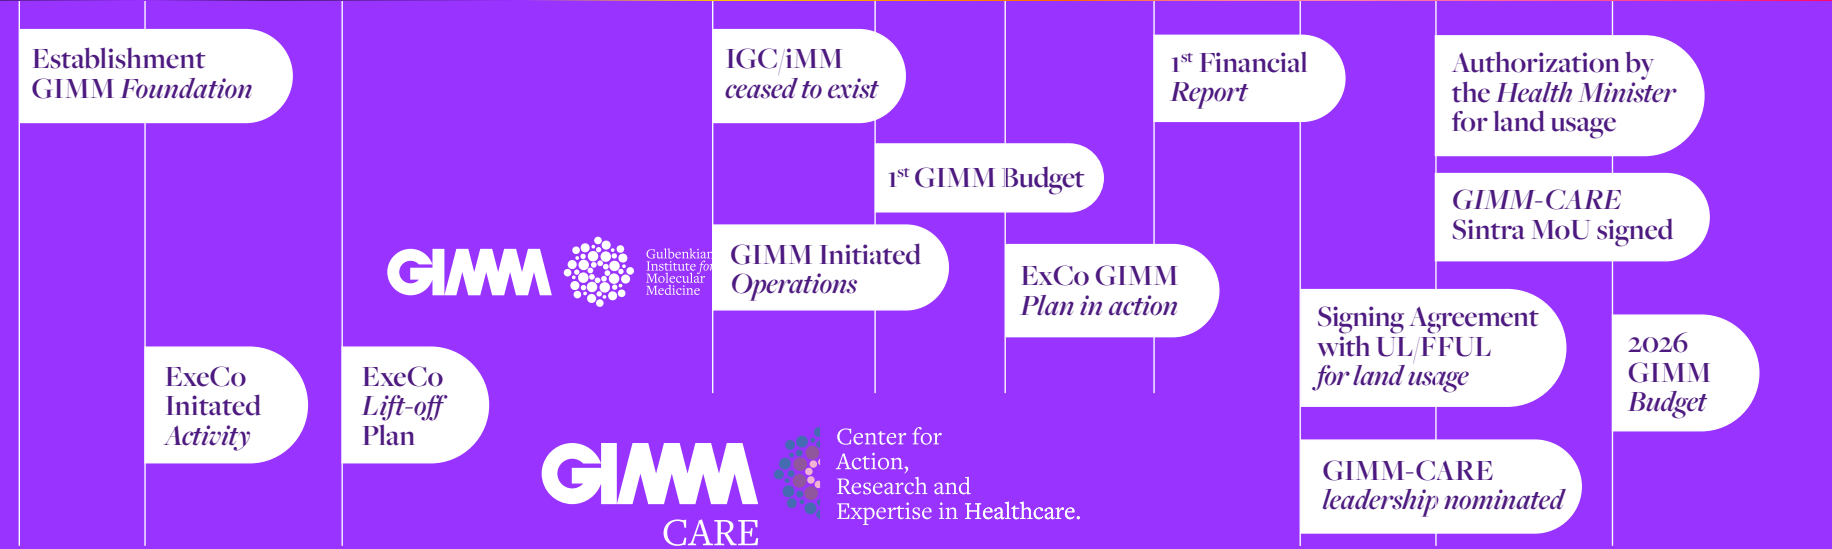 Establishment
GIMM Foundation
ExeCo
Initated
Activity
ExeCo
Lift-off
Plan
GIMM
Gulbenkian
Institute for
Molecular
Medicine
IGC/iMM
ceased to exist
1st GIMM Budget
GIMM Initiated
Operations
ExCo GIMM
Plan in action
1st Financial
Report
Authorization by
the Health Minister
for land usage
GIMM-CARE
Sintra MoU signed
Signing Agreement
with UL/FFUL
for land usage
GIMM-CARE
leadership nominated
2026
GIMM
Budget
GIMM
CARE
Center for
Action,
Research and
Expertise in Healthcare.